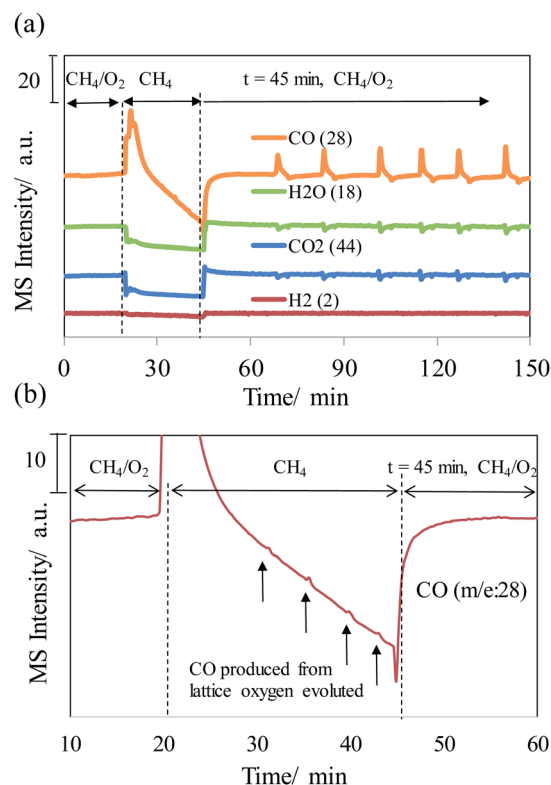 (a)
20
CH4/O2
CH4
t = 45 min, CH4/O2
CO (28)
H2O (18)
CO2 (44)
H2 (2)
MS Intensity/ a.u.
0
30
60
90
120
150
Time/ min
(b)
10
CH4/O2
CH4
t = 45 min, CH4/O2
CO (m/e:28)
CO produced from
lattice oxygen evoluted
MS Intensity/ a.u.
10
20
30
40
50
60
Time/ min